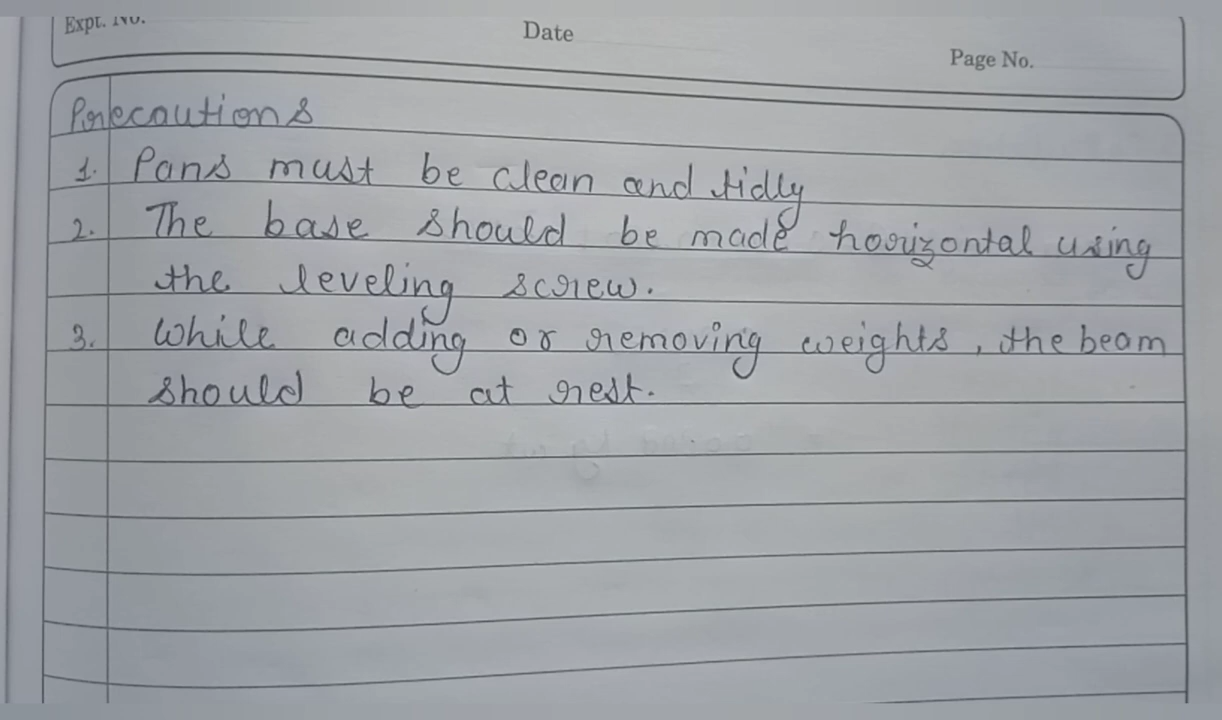 Expt. No.
Date
Page No.
Precautions
1. Pans must be clean and tidly
2. The base should be made horizontal using
the leveling screw.
3. While adding or removing weights, the beam
should be at rest.